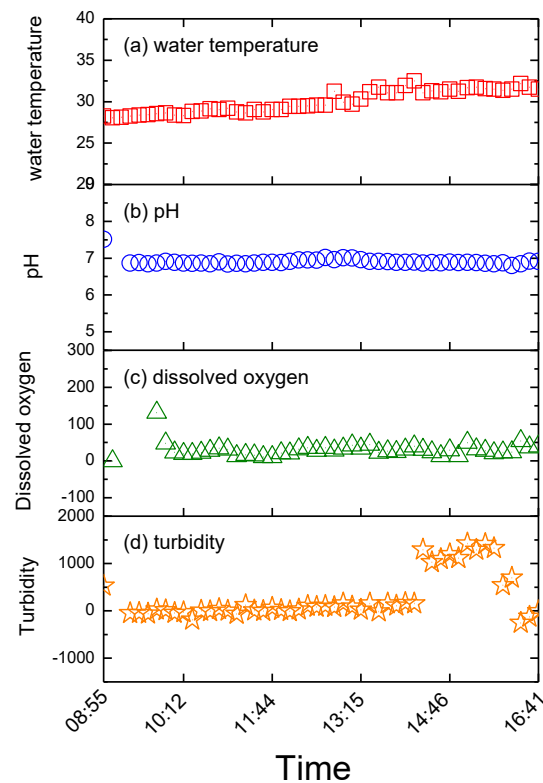 40
(a) water temperature
35
30
25
20
water temperature
9
(b) pH
8
7
6
5
pH
300
(c) dissolved oxygen
200
100
0
-100
Dissolved oxygen
2000
(d) turbidity
1000
0
-1000
Turbidity
08:55 10:12 11:44 13:15 14:46 16:41
Time